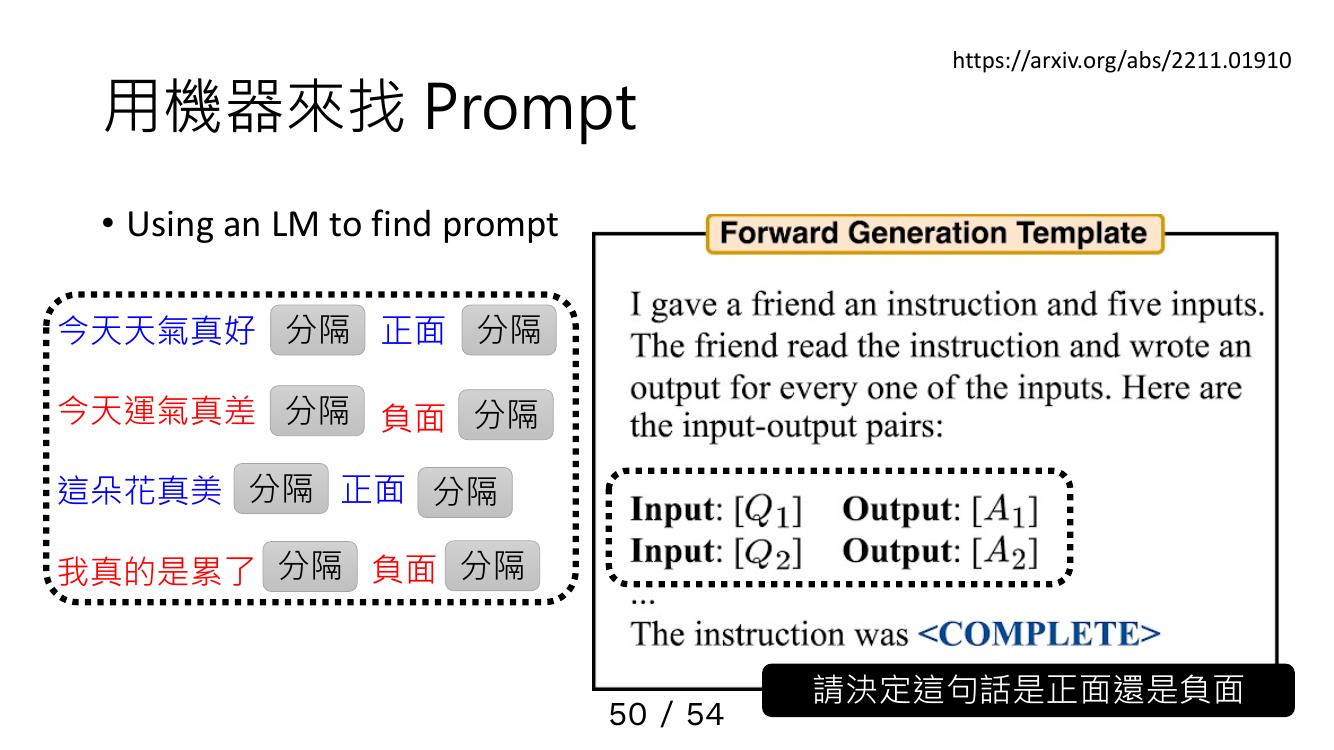 https://arxiv.org/abs/2211.01910
用機器來找 Prompt
• Using an LM to find prompt
今天天氣真好 分隔 正面 分隔
今天運氣真差 分隔 負面 分隔
這朵花真美 分隔 正面 分隔
我真的是累了 分隔 負面 分隔
Forward Generation Template
I gave a friend an instruction and five inputs.
The friend read the instruction and wrote an
output for every one of the inputs. Here are
the input-output pairs:
Input: [Q1] Output: [A1]
Input: [Q2] Output: [A2]
...
The instruction was <COMPLETE>
請決定這句話是正面還是負面
50 / 54